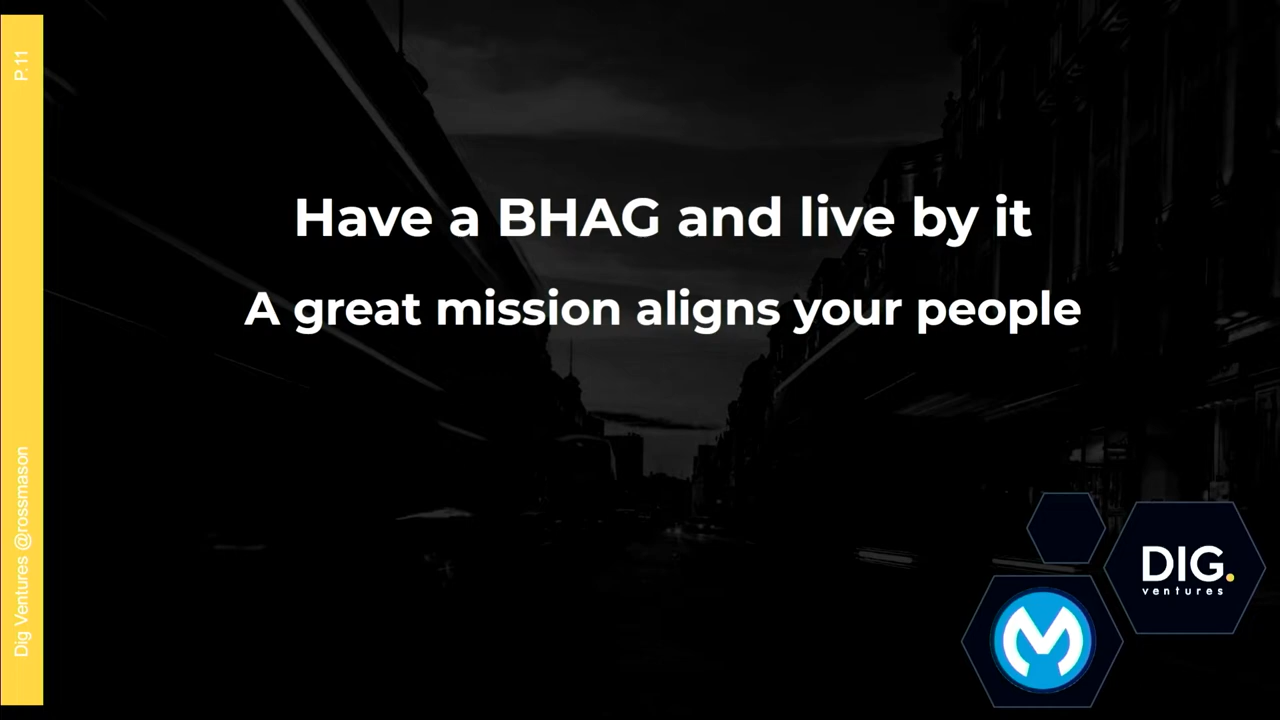 P.11
Have a BHAG and live by it
A great mission aligns your people
Dig Ventures @rossmason
DIG.
ventures